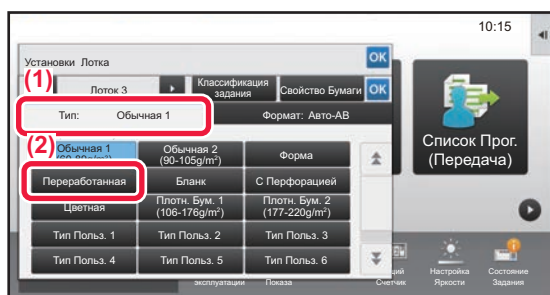 10:15
Установки Лотка
OK
(1)
Лоток 3
Классификация
задания
Свойство Бумаги
OK
Тип: Обычная 1
Формат: Авто-AB
(2)
Обычная 1
Обычная 2
(90-105g/m²)
Форма
Переработанная
Бланк
С Перфорацией
Цветная
Плотн. Бум. 1
(106-176g/m²)
Плотн. Бум. 2
(177-220g/m²)
Тип Польз. 1
Тип Польз. 2
Тип Польз. 3
Тип Польз. 4
Тип Польз. 5
Тип Польз. 6
Список Прог.
(Передача)
эксплуатации
Показа
Счетчик
Настройка
Яркости
Состояние
Задания